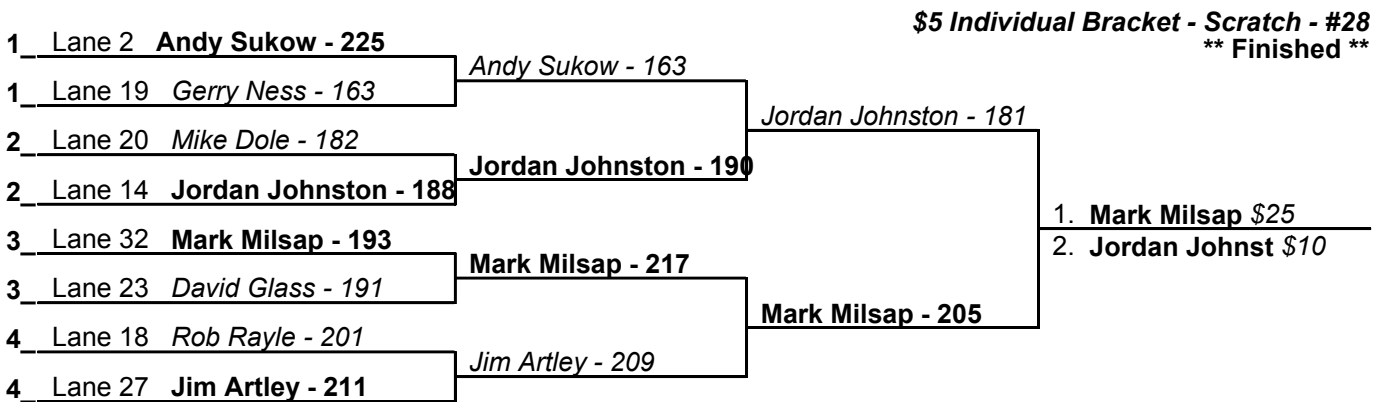 $5 Individual Bracket - Scratch - #28
** Finished **
1_ Lane 2 Andy Sukow - 225
1_ Lane 19 Gerry Ness - 163
2_ Lane 20 Mike Dole - 182
2_ Lane 14 Jordan Johnston - 188
3_ Lane 32 Mark Milsap - 193
3_ Lane 23 David Glass - 191
4_ Lane 18 Rob Rayle - 201
4_ Lane 27 Jim Artley - 211
Andy Sukow - 163
Jordan Johnston - 190
Mark Milsap - 217
Jim Artley - 209
Jordan Johnston - 181
Mark Milsap - 205
1. Mark Milsap $25
2. Jordan Johnst $10